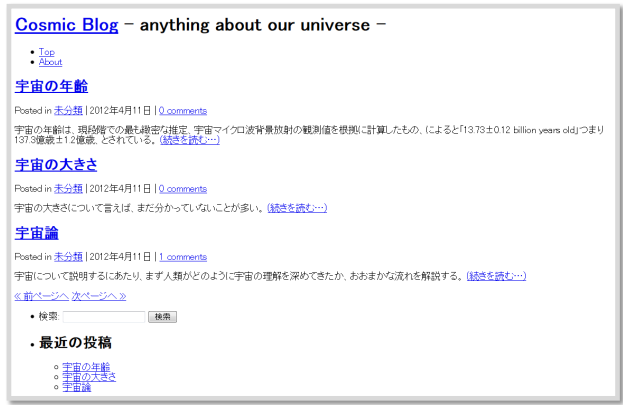 Cosmic Blog − anything about our universe −
Top
About
宇宙の年齢
Posted in 未分類 | 2012年4月11日 | 0 comments
宇宙の年齢は、現段階での最も緻密な推定、宇宙マイクロ波背景放射の観測値を根拠に計算したもの、(によると「13.73±0.12 billion years old」つまり
137.3億歳±1.2億歳、とされている。 (続きを読む…)
宇宙の大きさ
Posted in 未分類 | 2012年4月11日 | 0 comments
宇宙の大きさについて言えば、まだ分かっていないことが多い。 (続きを読む…)
宇宙論
Posted in 未分類 | 2012年4月11日 | 1 comments
宇宙について説明するにあたり、まず人類がどのように宇宙の理解を深めてきたか、おおまかな流れを解説する。 (続きを読む…)
« 前ページへ 次ページへ »
検索: 検索
最近の投稿
宇宙の年齢
宇宙の大きさ
宇宙論